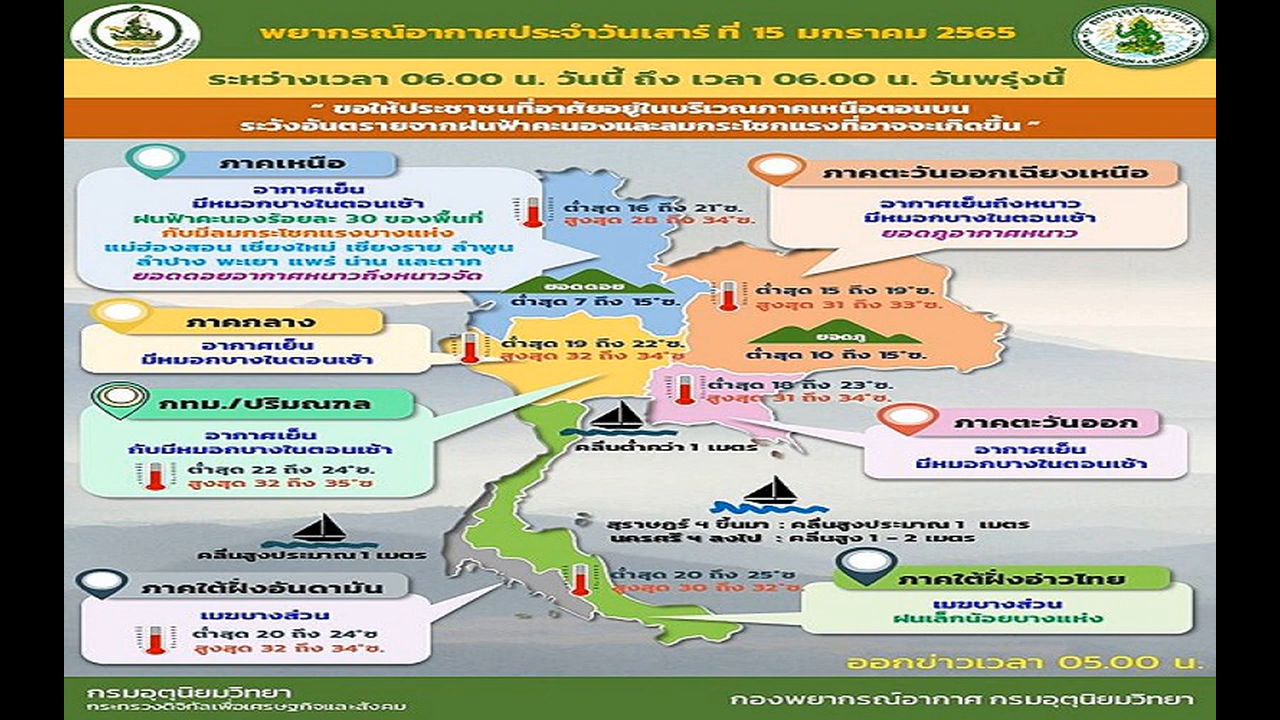 พยากรณ์อากาศประจำวันเสาร์ ที่ 15 มกราคม 2565
ระหว่างเวลา 06.00 น. วันนี้ ถึง เวลา 06.00 น. วันพรุ่งนี้
" ขอให้ประชาชนที่อาศัยอยู่ในบริเวณภาคเหนือตอนบน
ระวังอันตรายจากฝนฟ้าคะนองและลมกระโชกแรงที่อาจจะเกิดขึ้น "
ภาคเหนือ
อากาศเย็น
มีหมอกบางในตอนเช้า
ฝนฟ้าคะนองร้อยละ 30 ของพื้นที่
กับมีลมกระโชกแรงบางแห่ง
แม่ฮ่องสอน เชียงใหม่ เชียงราย ลำพูน
ลำปาง พะเยา แพร่ น่าน และตาก
ยอดดอยอากาศหนาวถึงหนาวจัด
ต่ำสุด 16 ถึง 21°ซ.
สูงสุด 28 ถึง 34°ซ.
ยอดดอย
ต่ำสุด 7 ถึง 15°ซ.
ภาคตะวันออกเฉียงเหนือ
อากาศเย็นถึงหนาว
มีหมอกบางในตอนเช้า
ยอดภูอากาศหนาว
ต่ำสุด 15 ถึง 19°ซ.
สูงสุด 31 ถึง 33°ซ.
ยอดภู
ต่ำสุด 10 ถึง 15°ซ.
ภาคกลาง
อากาศเย็น
มีหมอกบางในตอนเช้า
ต่ำสุด 19 ถึง 22°ซ.
สูงสุด 32 ถึง 34°ซ
กทม./ปริมณฑล
อากาศเย็น
กับมีหมอกบางในตอนเช้า
ต่ำสุด 22 ถึง 24°ซ.
สูงสุด 32 ถึง 35°ซ
ต่ำสุด 18 ถึง 23°ซ.
สูงสุด 31 ถึง 34°ซ.
ภาคตะวันออก
อากาศเย็น
มีหมอกบางในตอนเช้า
คลื่นต่ำกว่า 1 เมตร
สุราษฎร์ ฯ ขึ้นมา : คลื่นสูงประมาณ 1 เมตร
นครศรี ฯ ลงไป : คลื่นสูง 1 - 2 เมตร
คลื่นสูงประมาณ 1 เมตร
ภาคใต้ฝั่งอันดามัน
เมฆบางส่วน
ต่ำสุด 20 ถึง 24°ซ
สูงสุด 32 ถึง 34°ซ.
ต่ำสุด 20 ถึง 25°ซ
สูงสุด 30 ถึง 32°ซ.
ภาคใต้ฝั่งอ่าวไทย
เมฆบางส่วน
ฝนเล็กน้อยบางแห่ง
ออกข่าวเวลา 05.00 น.
กรมอุตุนิยมวิทยา
กระทรวงดิจิทัลเพื่อเศรษฐกิจและสังคม
กองพยากรณ์อากาศ กรมอุตุนิยมวิทยา